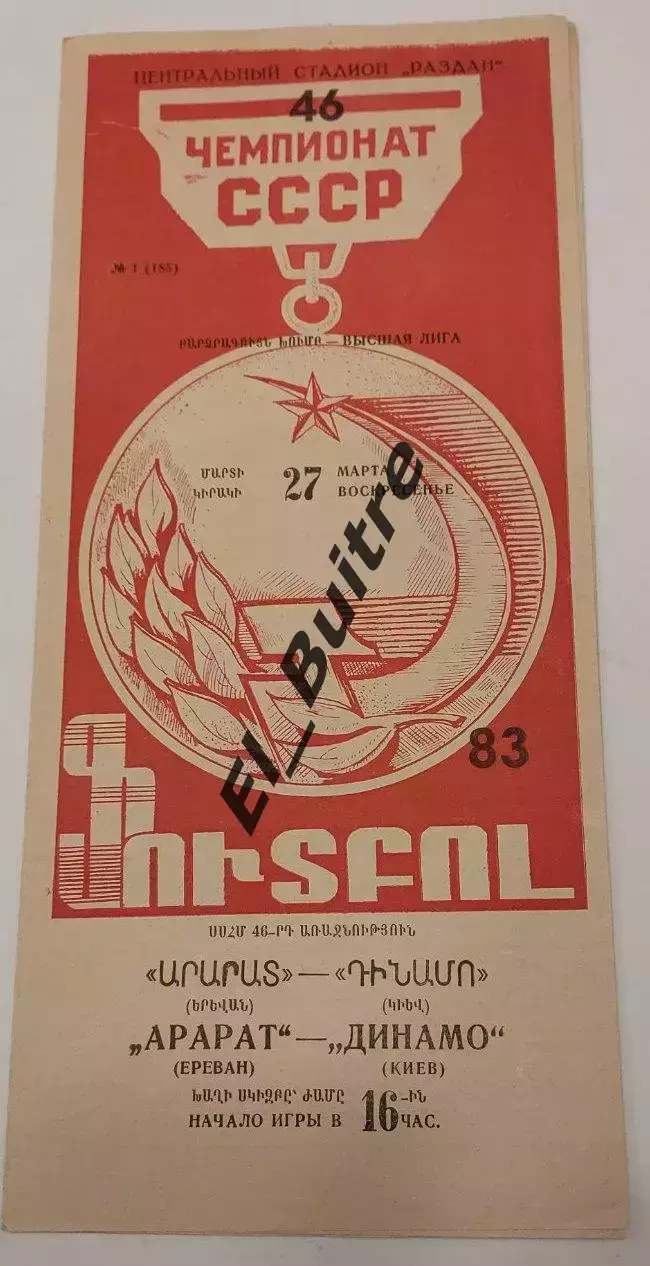 ЦЕНТРАЛЬНЫЙ СТАДИОН „РАЗДАН“
46
ЧЕМПИОНАТ
СССР
№ 1 (185)
ԲԱՐՁՐԱԳՈՒՅՆ ԽՈՒՄԲ — ВЫСШАЯ ЛИГА
ՄԱՐՏԻ 27 МАРТА
ԿԻՐԱԿԻ ВОСКРЕСЕНЬЕ
El_Buitre
83
ՖՈՒՏԲՈԼ
ՍՍՀՄ 46-ՐԴ ԱՌԱՋՆՈՒԹՅՈՒՆ
«ԱՐԱՐԱՏ» — «ԴԻՆԱՄՈ»
(ԵՐԵՎԱՆ) (ԿԻԵՎ)
„АРАРАТ“ — „ДИНАМО“
(ЕРЕВАН) (КИЕВ)
ԽԱՂԻ ՍԿԻԶԲԸ՝ ԺԱՄԸ 16-ԻՆ
НАЧАЛО ИГРЫ В 16 ЧАС.